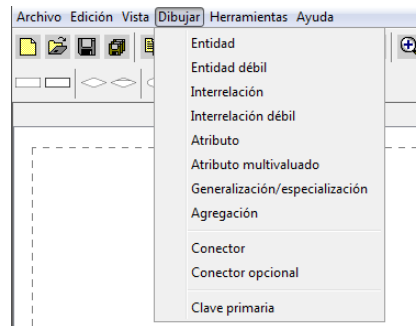 Archivo Edición Vista Dibujar Herramientas Ayuda
Entidad
Entidad débil
Interrelación
Interrelación débil
Atributo
Atributo multivaluado
Generalización/especialización
Agregación
Conector
Conector opcional
Clave primaria